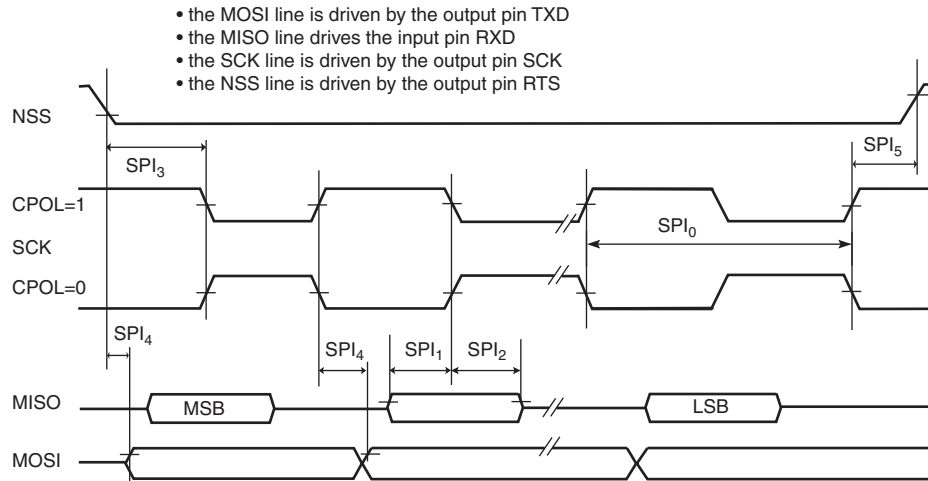 • the MOSI line is driven by the output pin TXD
• the MISO line drives the input pin RXD
• the SCK line is driven by the output pin SCK
• the NSS line is driven by the output pin RTS
NSS
SPI3
SPI5
CPOL=1
SCK
SPI0
CPOL=0
SPI4
SPI4
SPI1
SPI2
MISO
MSB
LSB
MOSI